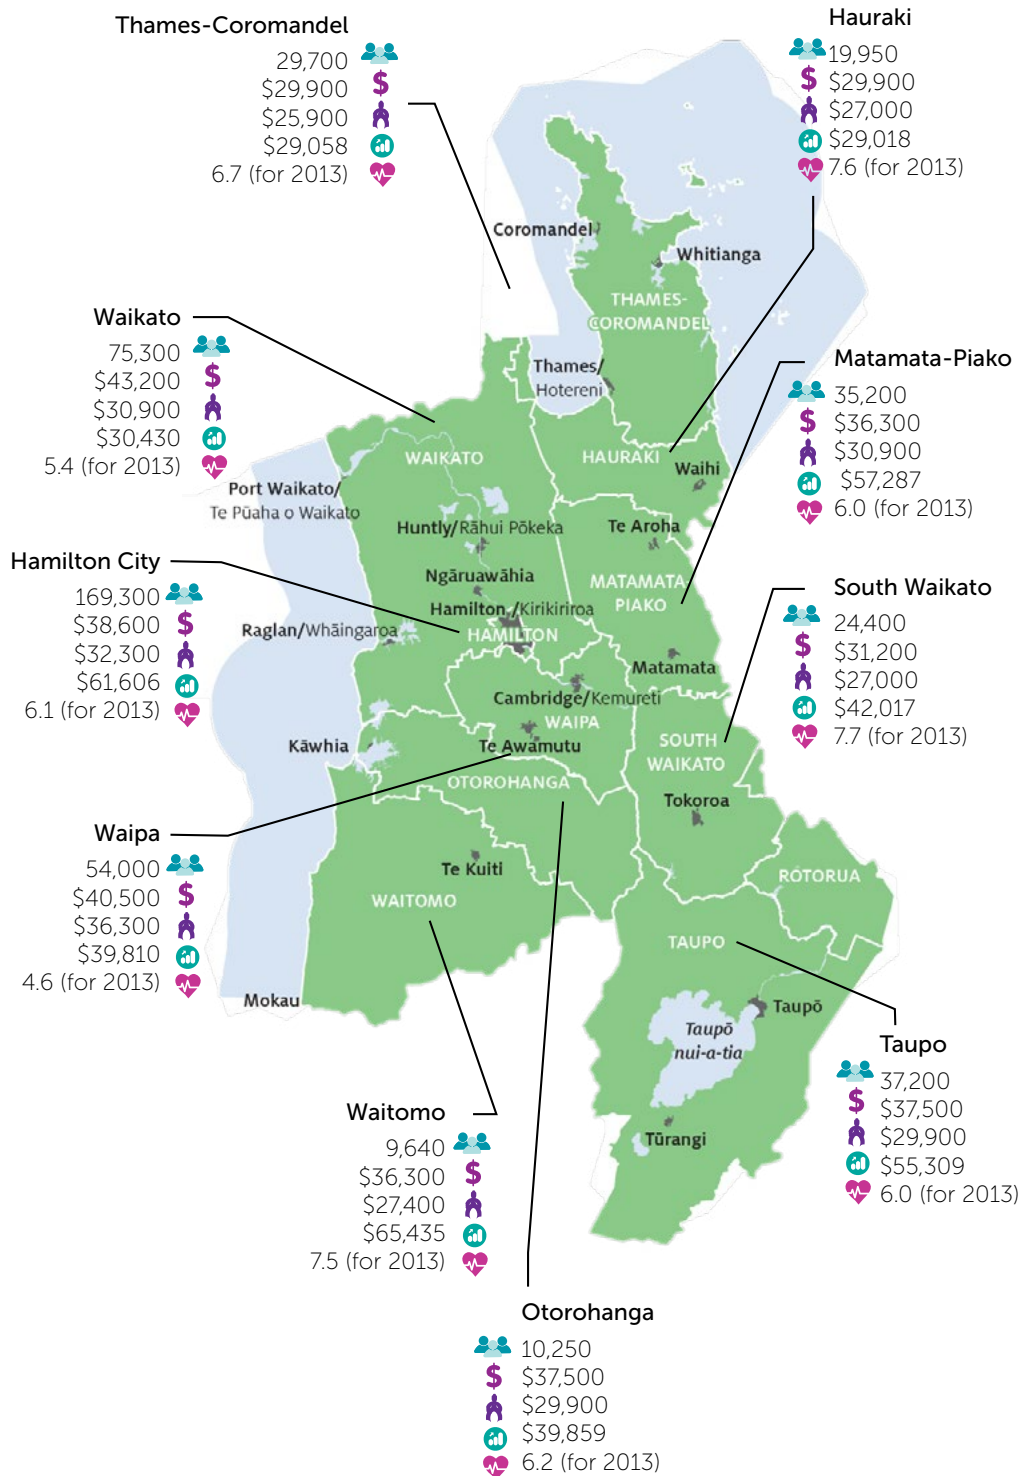 Thames-Coromandel
29,700
$29,900
$25,900
$29,058
6.7 (for 2013)
Hauraki
19,950
$29,900
$27,000
$29,018
7.6 (for 2013)
Waikato
75,300
$43,200
$30,900
$30,430
5.4 (for 2013)
Matamata-Piako
35,200
$36,300
$30,900
$57,287
6.0 (for 2013)
Hamilton City
169,300
$38,600
$32,300
$61,606
6.1 (for 2013)
South Waikato
24,400
$31,200
$27,000
$42,017
7.7 (for 2013)
Waipa
54,000
$40,500
$36,300
$39,810
4.6 (for 2013)
Waitomo
9,640
$36,300
$27,400
$65,435
7.5 (for 2013)
Taupo
37,200
$37,500
$29,900
$55,309
6.0 (for 2013)
Otorohanga
10,250
$37,500
$29,900
$39,859
6.2 (for 2013)
Coromandel
Whitianga
THAMES-
COROMANDEL
Thames/
Hotereni
WAIKATO
HAURAKI
Waihi
Port Waikato/
Te Pūaha o Waikato
Huntly/Rāhui Pōkeka
Te Aroha
Ngāruawāhia
MATAMATA
PIAKO
Hamilton /Kirikiriroa
HAMILTON
Raglan/Whāingaroa
Matamata
Cambridge/Kemureti
WAIPA
Kāwhia
Te Awamutu
SOUTH
WAIKATO
OTOROHANGA
Tokoroa
Te Kuiti
WAITOMO
RŌTORUA
TAUPO
Mokau
Taupō
Taupō
nui-a-tia
Tūrangi